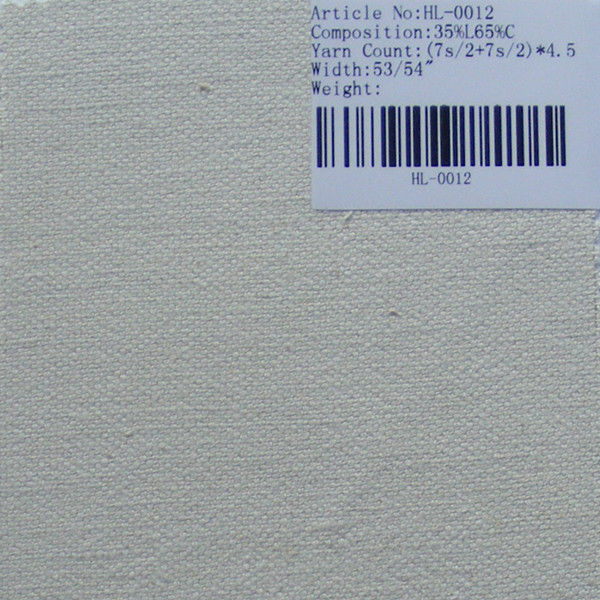 Article No:HL-0012
Composition:35%L65%C
Yarn Count:(7s/2+7s/2)*4.5
Width:53/54"
Weight:
HL-0012